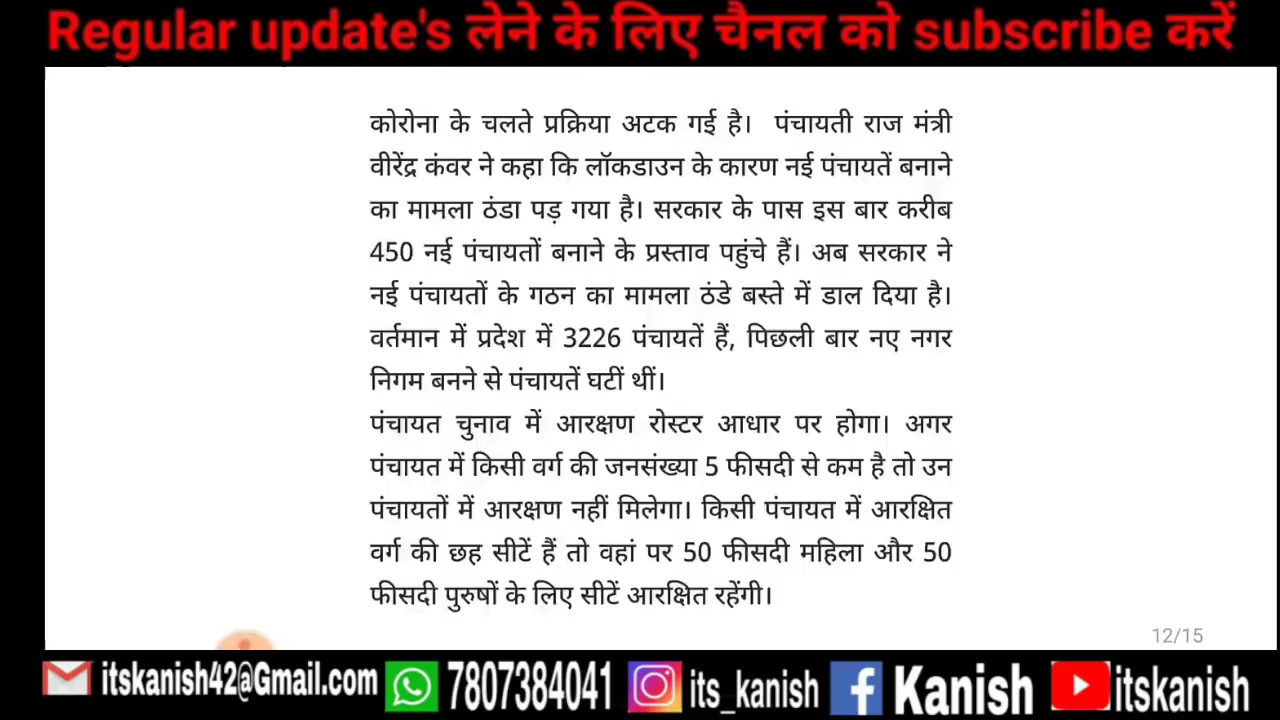 Regular update's लेने के लिए चैनल को subscribe करें
कोरोना के चलते प्रक्रिया अटक गई है। पंचायती राज मंत्री
वीरेंद्र कंवर ने कहा कि लॉकडाउन के कारण नई पंचायतें बनाने
का मामला ठंडा पड़ गया है। सरकार के पास इस बार करीब
450 नई पंचायतों बनाने के प्रस्ताव पहुंचे हैं। अब सरकार ने
नई पंचायतों के गठन का मामला ठंडे बस्ते में डाल दिया है।
वर्तमान में प्रदेश में 3226 पंचायतें हैं, पिछली बार नए नगर
निगम बनने से पंचायतें घटीं थीं।
पंचायत चुनाव में आरक्षण रोस्टर आधार पर होगा। अगर
पंचायत में किसी वर्ग की जनसंख्या 5 फीसदी से कम है तो उन
पंचायतों में आरक्षण नहीं मिलेगा। किसी पंचायत में आरक्षित
वर्ग की छह सीटें हैं तो वहां पर 50 फीसदी महिला और 50
फीसदी पुरुषों के लिए सीटें आरक्षित रहेंगी।
12/15
itskanish42@Gmail.com 7807384041 its_kanish Kanish itskanish